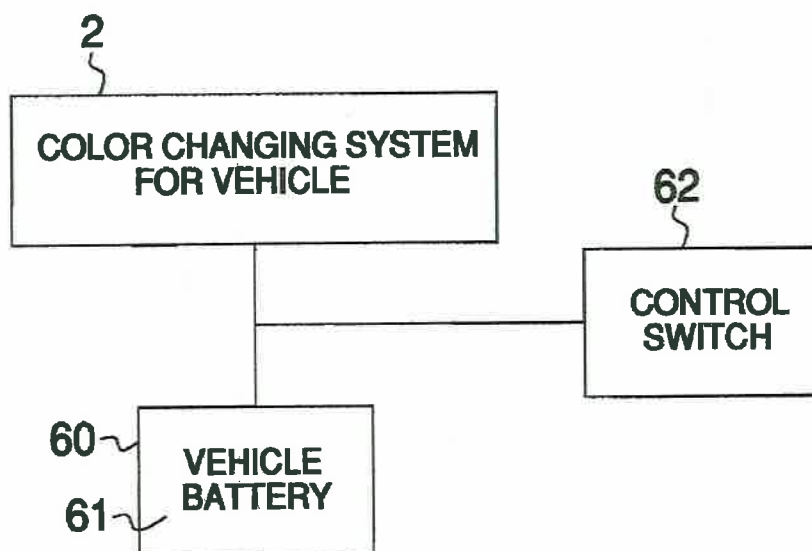 2
COLOR CHANGING SYSTEM
FOR VEHICLE
62
CONTROL
SWITCH
60
VEHICLE
BATTERY
61